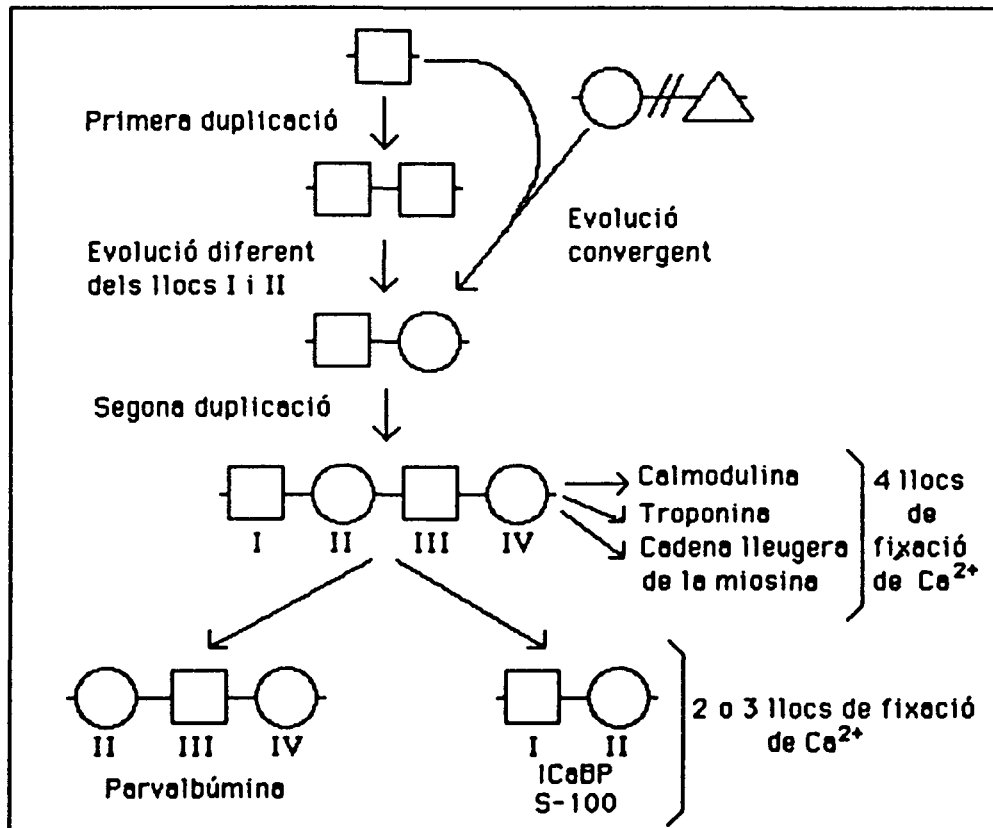 Primera duplicació
Evolució diferent
dels llocs I i II
Evolució
convergent
Segona duplicació
I II III IV
Calmodulina
Troponina
Cadena lleugera
de la miosina
4 llocs
de
fixació
de Ca²⁺
II III IV
Parvalbúmina
I II
ICaBP
S-100
2 o 3 llocs de fixació
de Ca²⁺